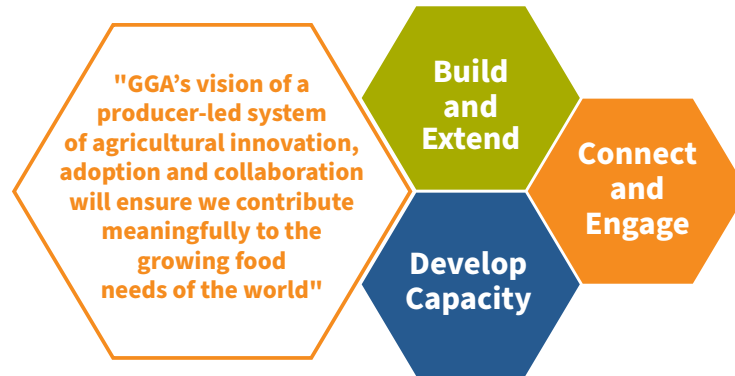 "GGA’s vision of a
producer-led system
of agricultural innovation,
adoption and collaboration
will ensure we contribute
meaningfully to the
growing food
needs of the world"
Build
and
Extend
Connect
and
Engage
Develop
Capacity